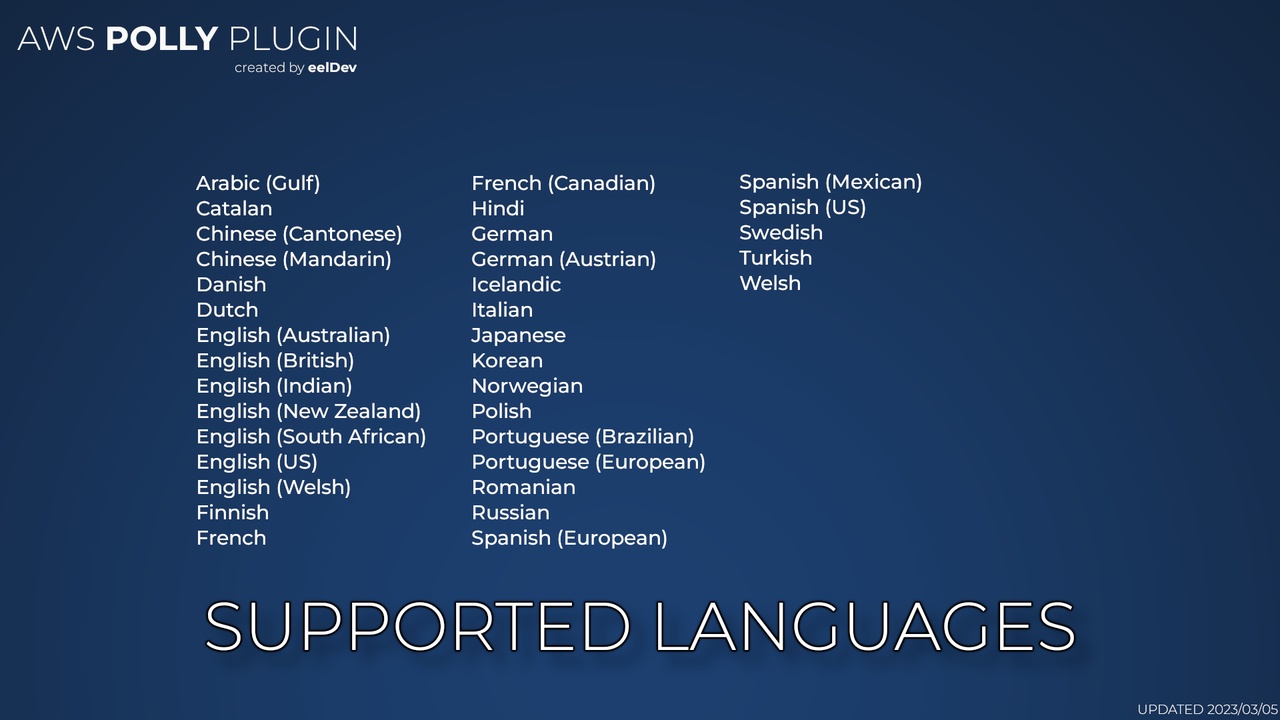 AWS POLLY PLUGIN
created by eelDev
Arabic (Gulf)
Catalan
Chinese (Cantonese)
Chinese (Mandarin)
Danish
Dutch
English (Australian)
English (British)
English (Indian)
English (New Zealand)
English (South African)
English (US)
English (Welsh)
Finnish
French
French (Canadian)
Hindi
German
German (Austrian)
Icelandic
Italian
Japanese
Korean
Norwegian
Polish
Portuguese (Brazilian)
Portuguese (European)
Romanian
Russian
Spanish (European)
Spanish (Mexican)
Spanish (US)
Swedish
Turkish
Welsh
SUPPORTED LANGUAGES
UPDATED 2023/03/05